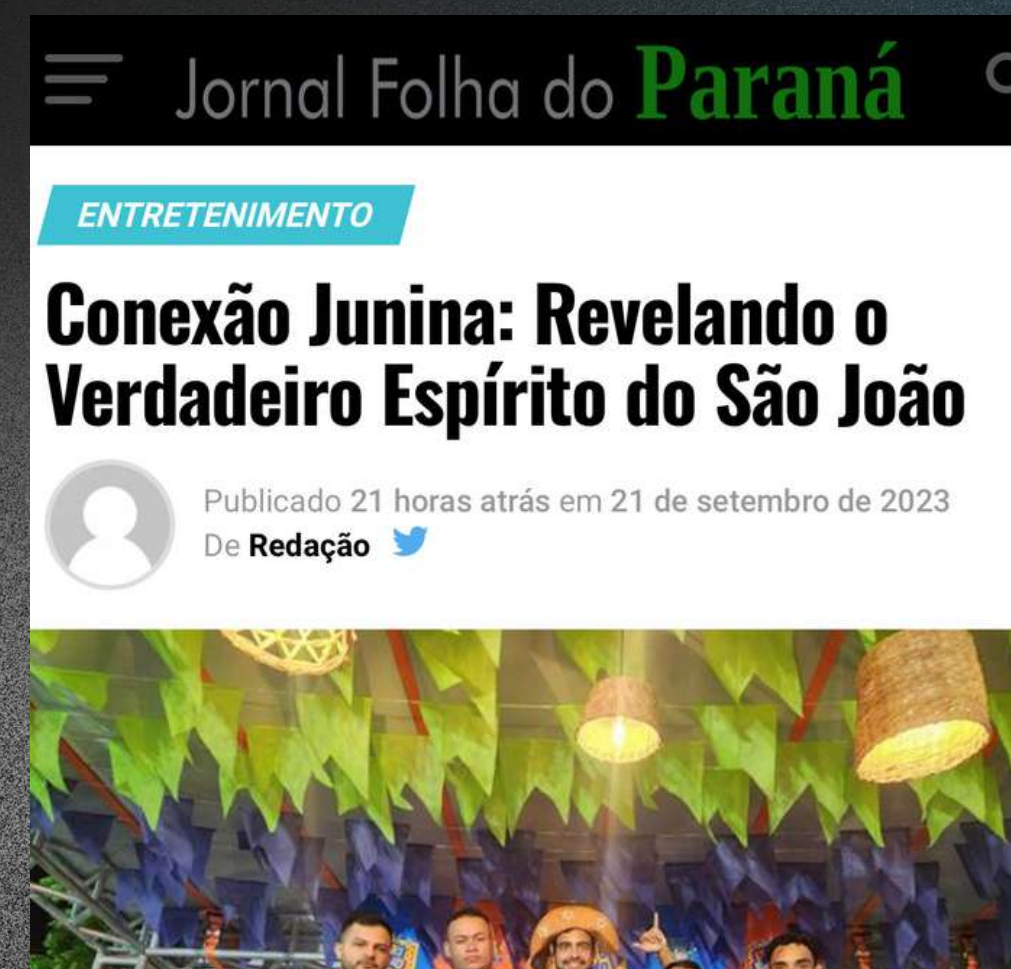 Jornal Folha do Paraná
ENTRETENIMENTO
Conexão Junina: Revelando o
Verdadeiro Espírito do São João
Publicado 21 horas atrás em 21 de setembro de 2023
De Redação